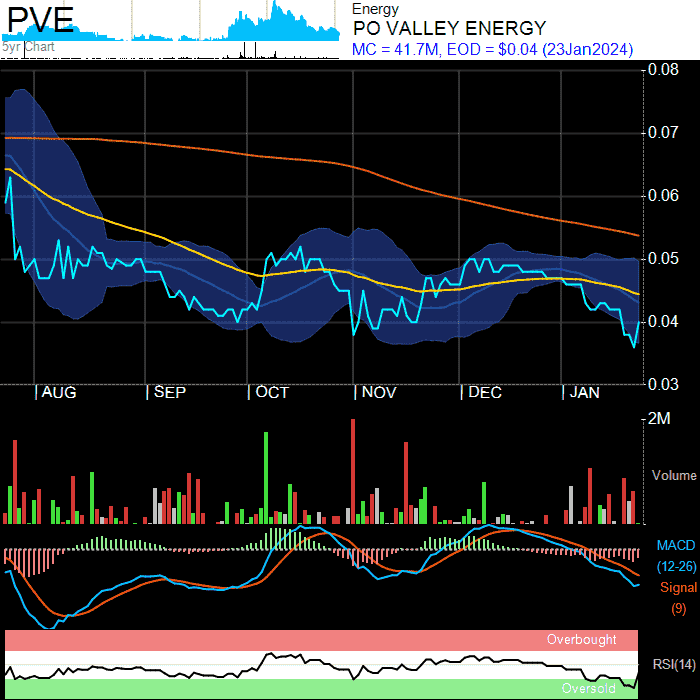 PVE
5yr Chart
Energy
PO VALLEY ENERGY
MC = 41.7M, EOD = $0.04 (23Jan2024)
0.08
0.07
0.06
0.05
0.04
0.03
AUG SEP OCT NOV DEC JAN
2M
Volume
MACD
(12-26)
Signal
(9)
Overbought
RSI(14)
Oversold